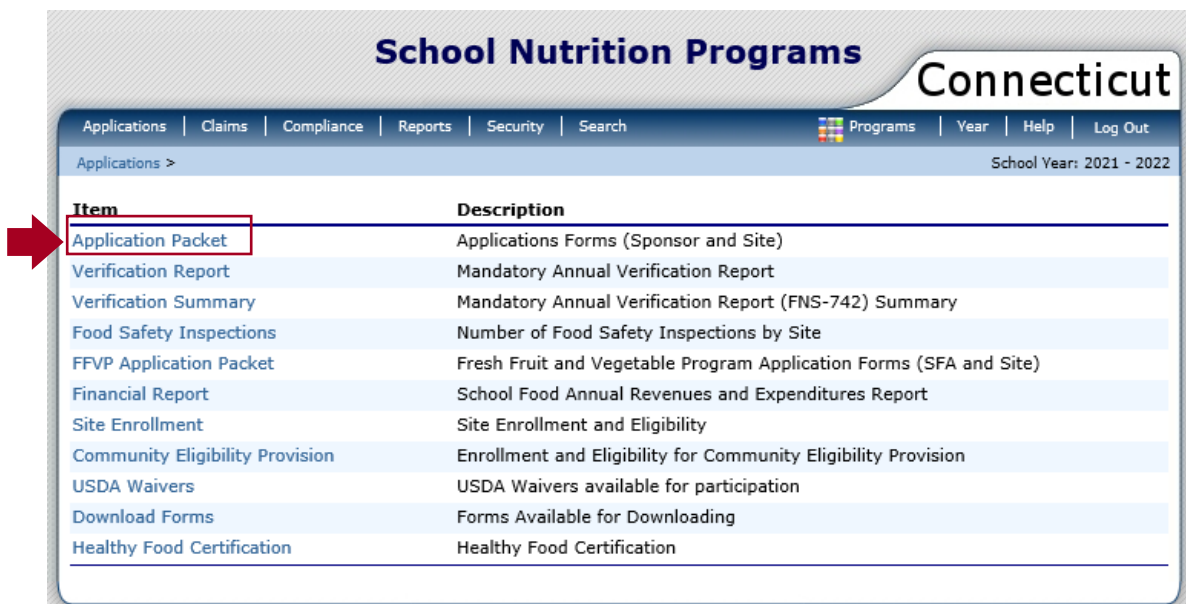 School Nutrition Programs
Connecticut
Applications | Claims | Compliance | Reports | Security | Search Programs | Year | Help | Log Out
Applications > School Year: 2021 - 2022
Item Description
Application Packet Applications Forms (Sponsor and Site)
Verification Report Mandatory Annual Verification Report
Verification Summary Mandatory Annual Verification Report (FNS-742) Summary
Food Safety Inspections Number of Food Safety Inspections by Site
FFVP Application Packet Fresh Fruit and Vegetable Program Application Forms (SFA and Site)
Financial Report School Food Annual Revenues and Expenditures Report
Site Enrollment Site Enrollment and Eligibility
Community Eligibility Provision Enrollment and Eligibility for Community Eligibility Provision
USDA Waivers USDA Waivers available for participation
Download Forms Forms Available for Downloading
Healthy Food Certification Healthy Food Certification